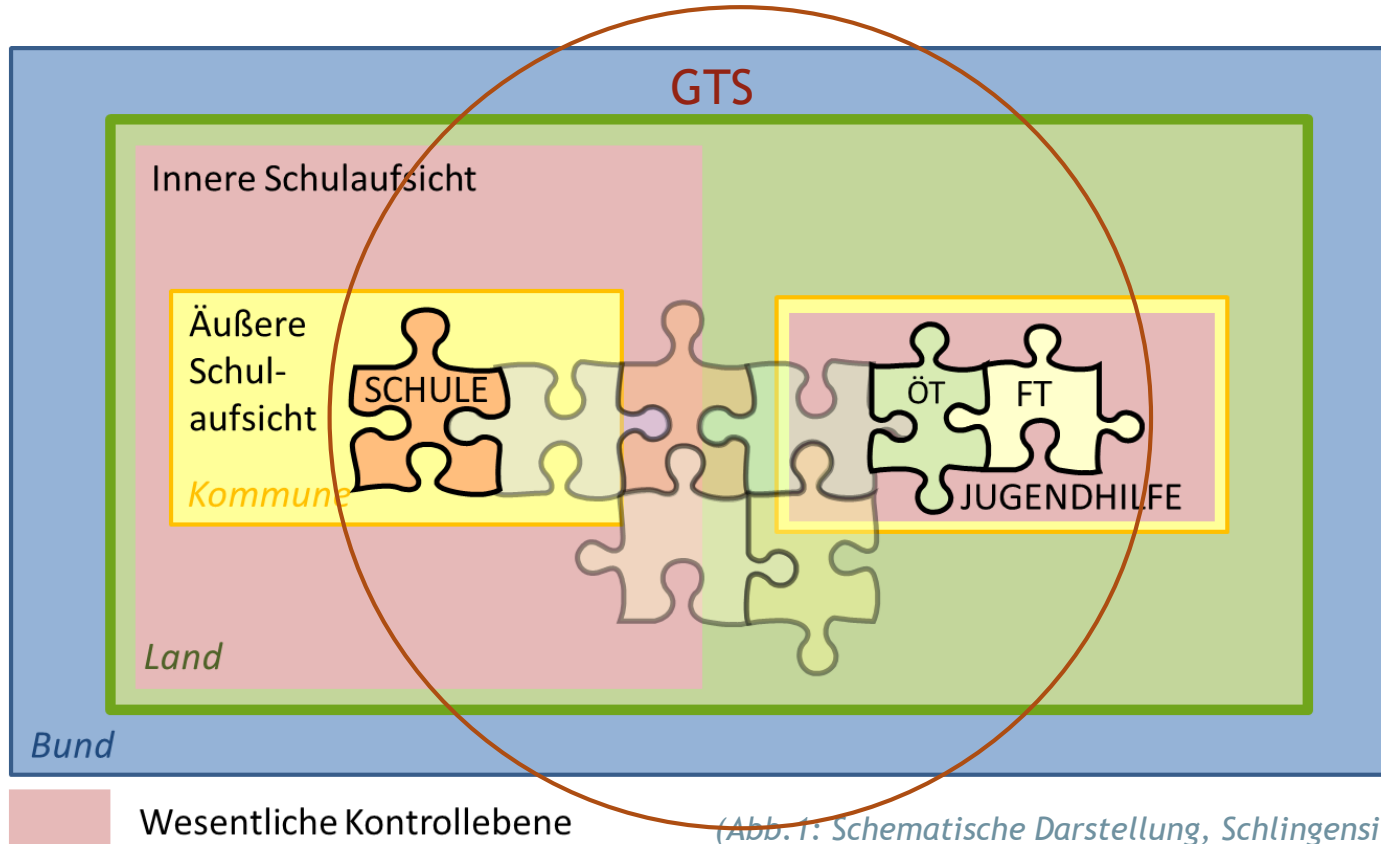 GTS
Innere Schulaufsicht
Äußere
Schul-
aufsicht
Kommune
SCHULE
ÖT
FT
JUGENDHILFE
Land
Bund
Wesentliche Kontrollebene
(Abb.1: Schematische Darstellung, Schlingensi